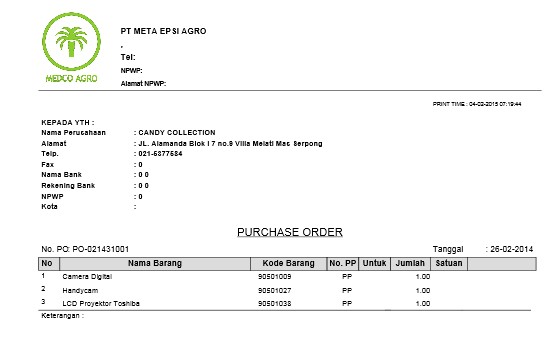 MEDCO AGRO
PT META EPSI AGRO
.
Tel:
NPWP:
Alamat NPWP:
PRINT TIME : 04-02-2015 07:19:44
KEPADA YTH :
Nama Perusahaan : CANDY COLLECTION
Alamat : JL. Alamanda Blok I 7 no.9 Villa Melati Mas Serpong
Telp. : 021-5377584
Fax : 0
Nama Bank : 0 0
Rekening Bank : 0 0
NPWP : 0
Kota :
PURCHASE ORDER
No. PO: PO-021431001 Tanggal : 26-02-2014
No Nama Barang Kode Barang No. PP Untuk Jumlah Satuan
1 Camera Digital 90501009 PP 1.00
2 Handycam 90501027 PP 1.00
3 LCD Proyektor Toshiba 90501038 PP 1.00
Keterangan :